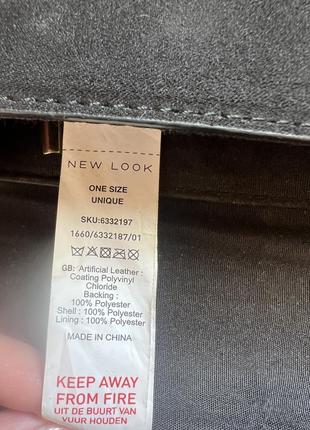 NEW LOOK
ONE SIZE
UNIQUE
SKU:6332197
1660/6332187/01
GB: Artificial Leather :
Coating Polyvinyl
Chloride
Backing :
100% Polyester
Shell : 100% Polyester
Lining : 100% Polyester
MADE IN CHINA
KEEP AWAY
FROM FIRE
UIT DE BUURT VAN
VUUR HOUDEN